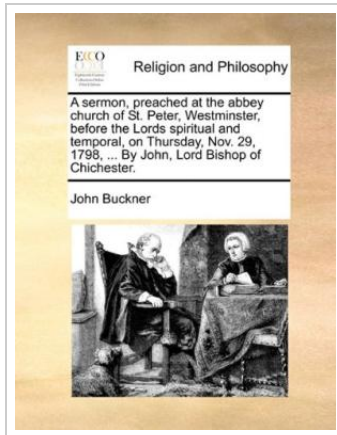 ECCO
Religion and Philosophy
A sermon, preached at the abbey
church of St. Peter, Westminster,
before the Lords spiritual and
temporal, on Thursday, Nov. 29,
1798, ... By John, Lord Bishop of
Chichester.
John Buckner